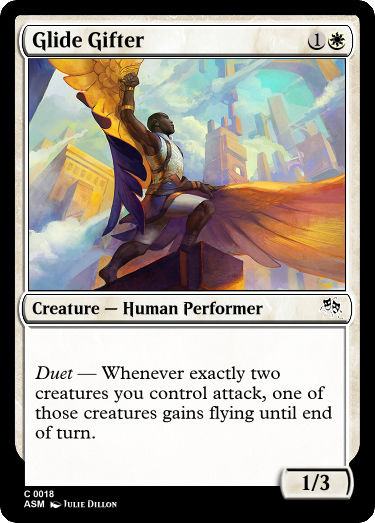 Glide Gifter 1
Creature — Human Performer
Duet — Whenever exactly two
creatures you control attack, one of
those creatures gains flying until end
of turn.
1/3
C 0018
ASM Julie Dillon